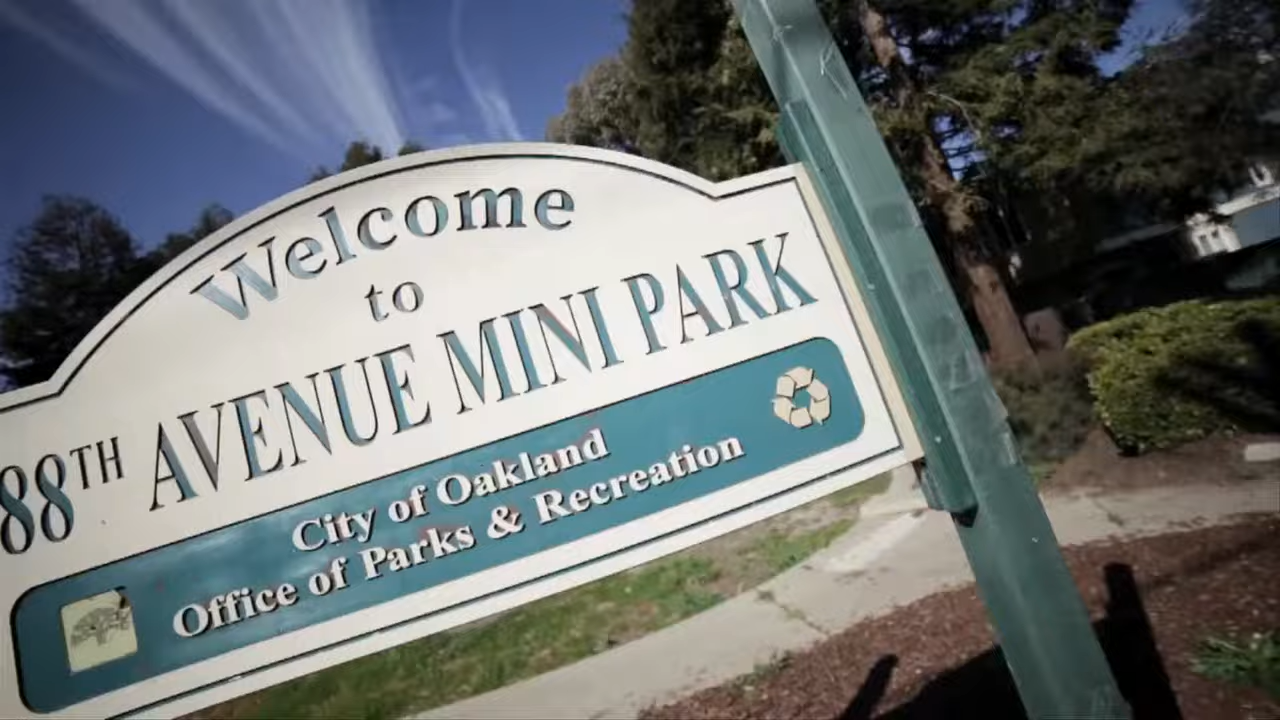 Welcome
to
88TH AVENUE MINI PARK
City of Oakland
Office of Parks & Recreation